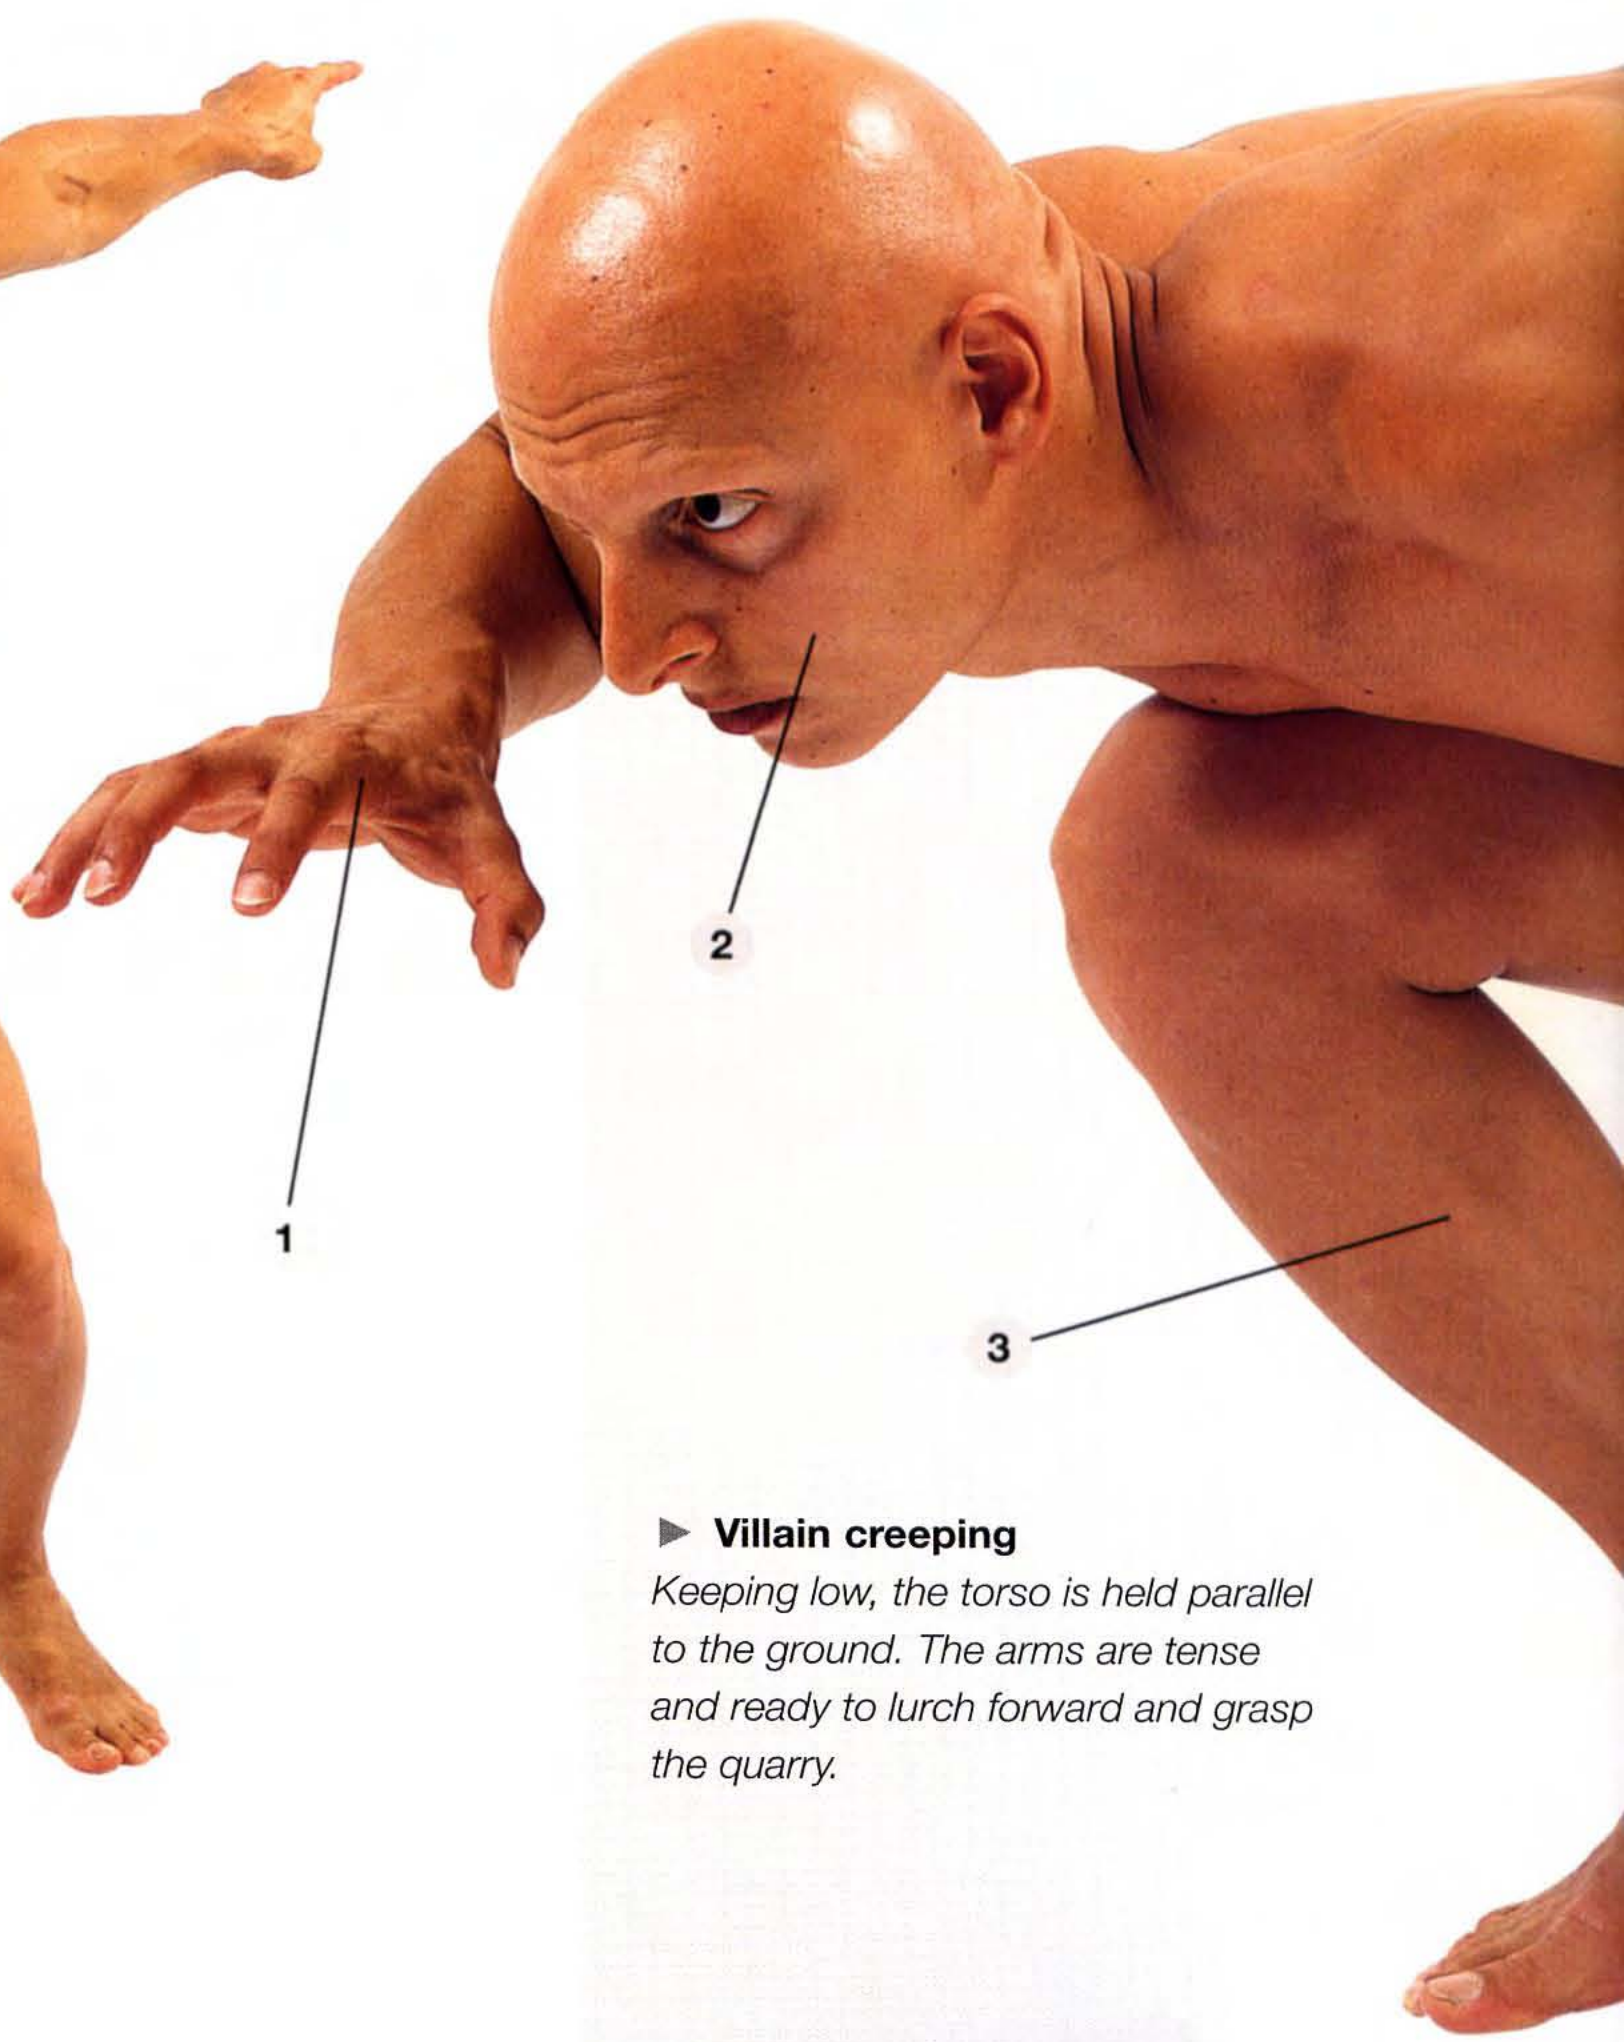 2
1
3
▶ Villain creeping
Keeping low, the torso is held parallel
to the ground. The arms are tense
and ready to lurch forward and grasp
the quarry.